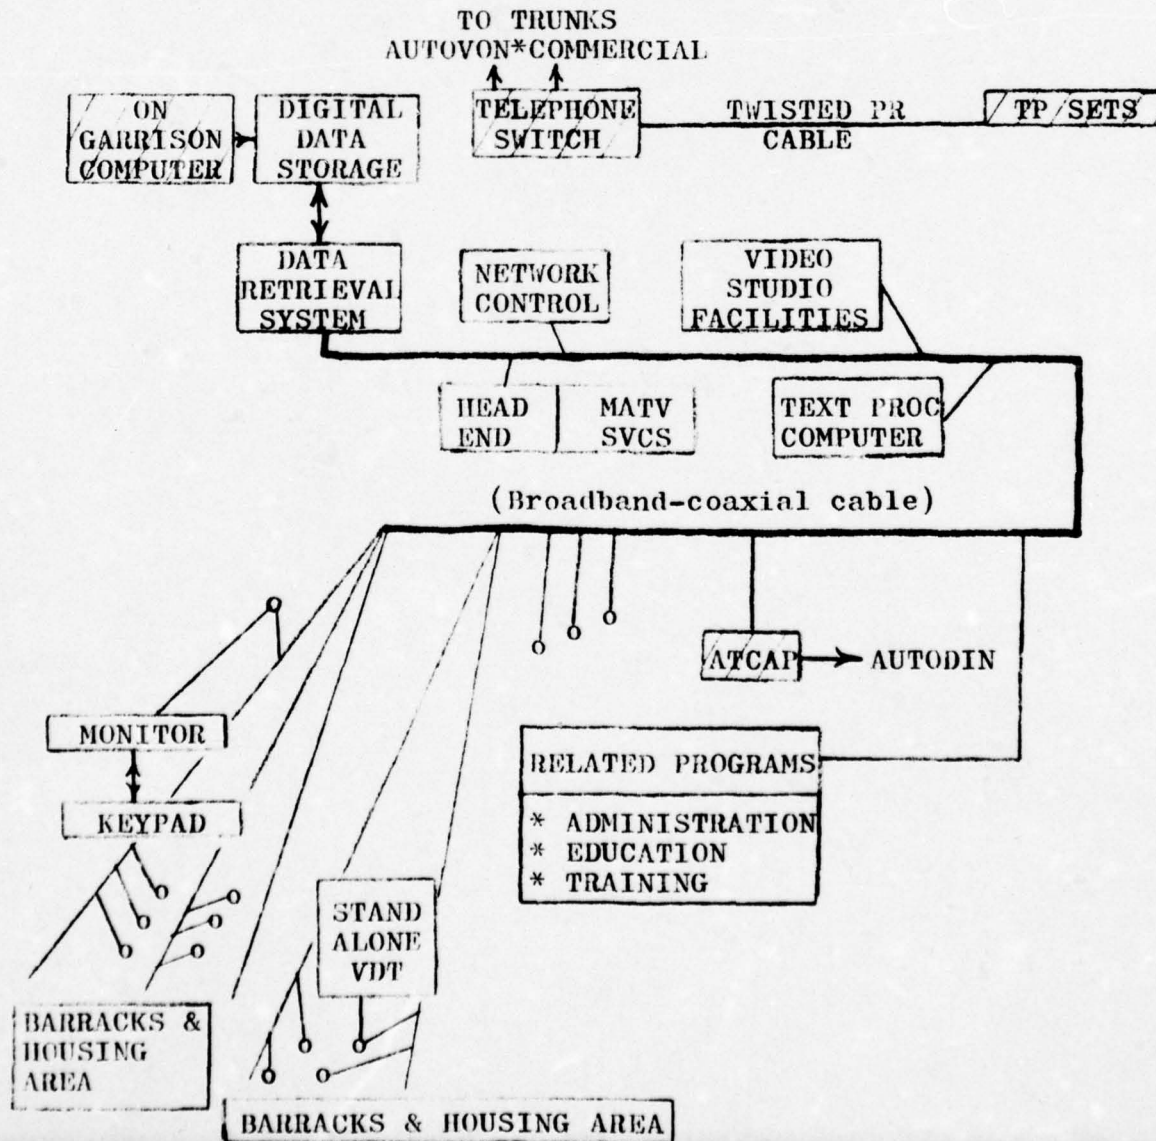 TO TRUNKS
AUTOVON*COMMERCIAL
ON
GARRISON
COMPUTER
DIGITAL
DATA
STORAGE
TELEPHONE
SWITCH
TWISTED PR
CABLE
TP SETS
DATA
RETRIEVAL
SYSTEM
NETWORK
CONTROL
VIDEO
STUDIO
FACILITIES
HEAD
END
MATV
SVCS
TEXT PROC
COMPUTER
(Broadband-coaxial cable)
ATCAP
AUTODIN
MONITOR
KEYPAD
RELATED PROGRAMS
* ADMINISTRATION
* EDUCATION
* TRAINING
STAND
ALONE
VDT
BARRACKS &
HOUSING
AREA
BARRACKS & HOUSING AREA